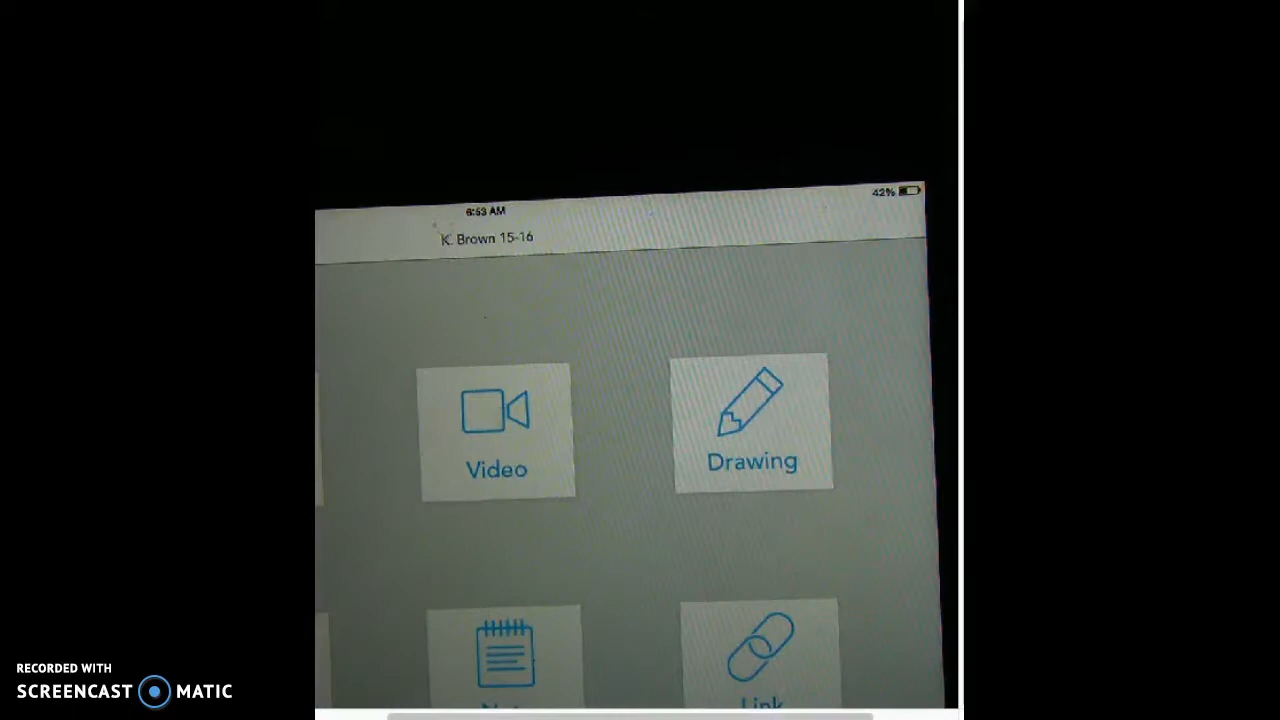 42%
6:53 AM
K. Brown 15-16
Video
Drawing
Link
RECORDED WITH
SCREENCAST MATIC